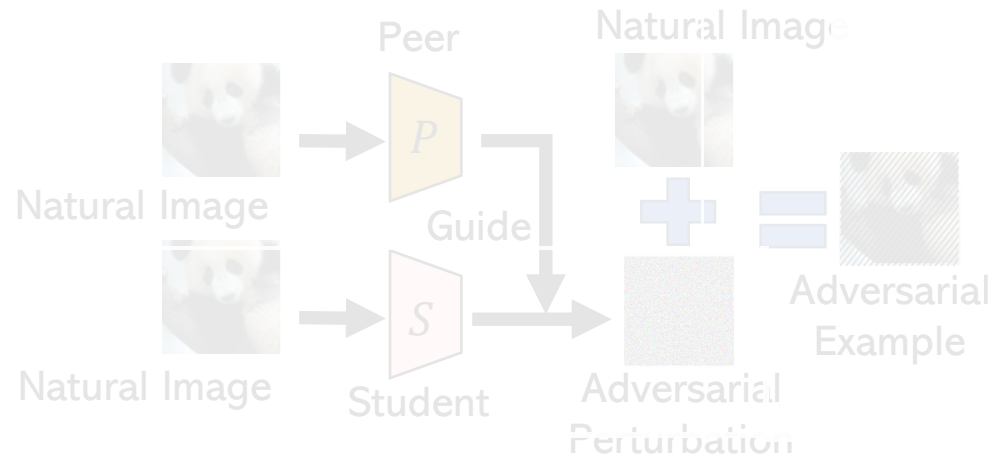 Peer
Natural Image
P
Natural Image
Guide
S
Adversarial
Example
Natural Image
Student
Adversarial
Perturbation